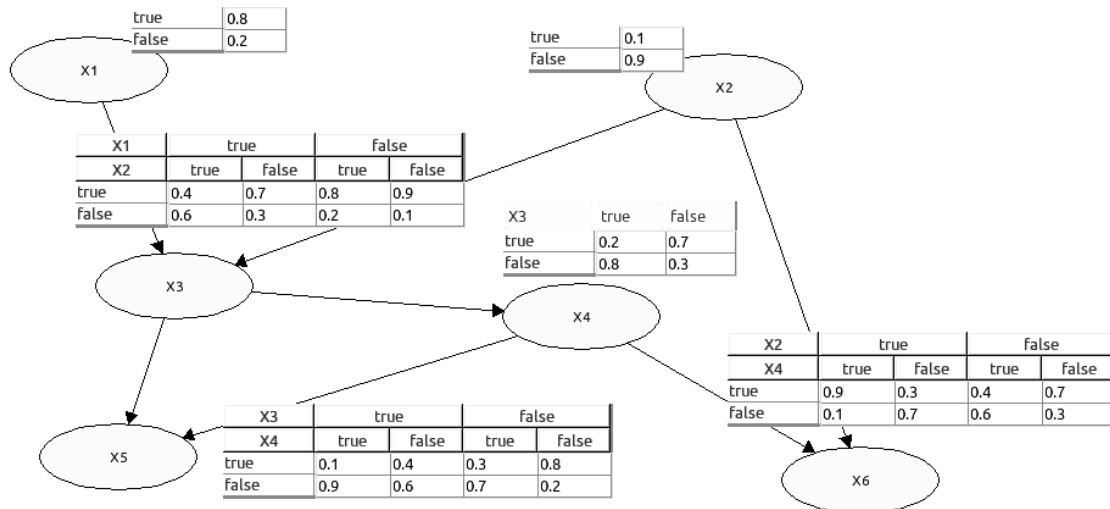 true 0.8
false 0.2
X1
true 0.1
false 0.9
X2
X1 true false
X2 true false true false
true 0.4 0.7 0.8 0.9
false 0.6 0.3 0.2 0.1
X3 true false
true 0.2 0.7
false 0.8 0.3
X3
X4
X2 true false
X4 true false true false
true 0.9 0.3 0.4 0.7
false 0.1 0.7 0.6 0.3
X3 true false
X4 true false true false
true 0.1 0.4 0.3 0.8
false 0.9 0.6 0.7 0.2
X5
X6